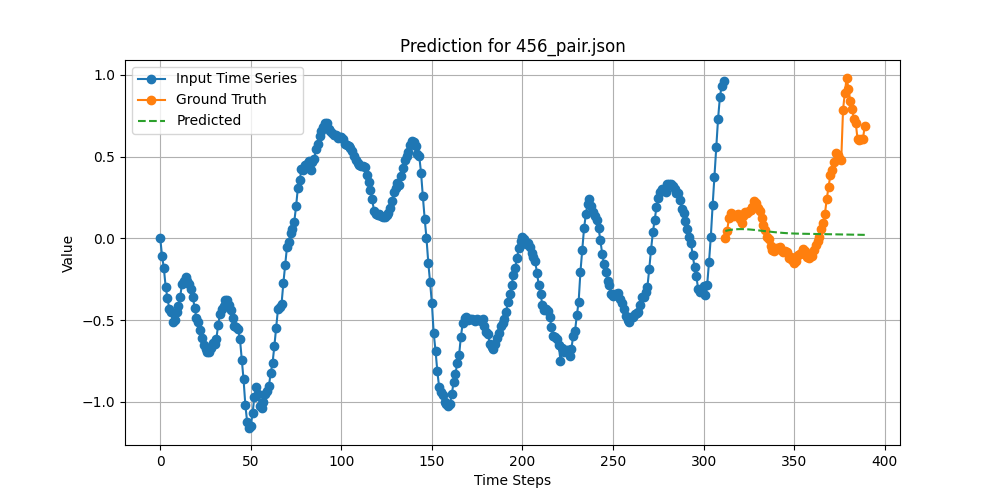 Prediction for 456_pair.json
Input Time Series
Ground Truth
Predicted
1.0
0.5
0.0
−0.5
−1.0
Value
0 50 100 150 200 250 300 350 400
Time Steps